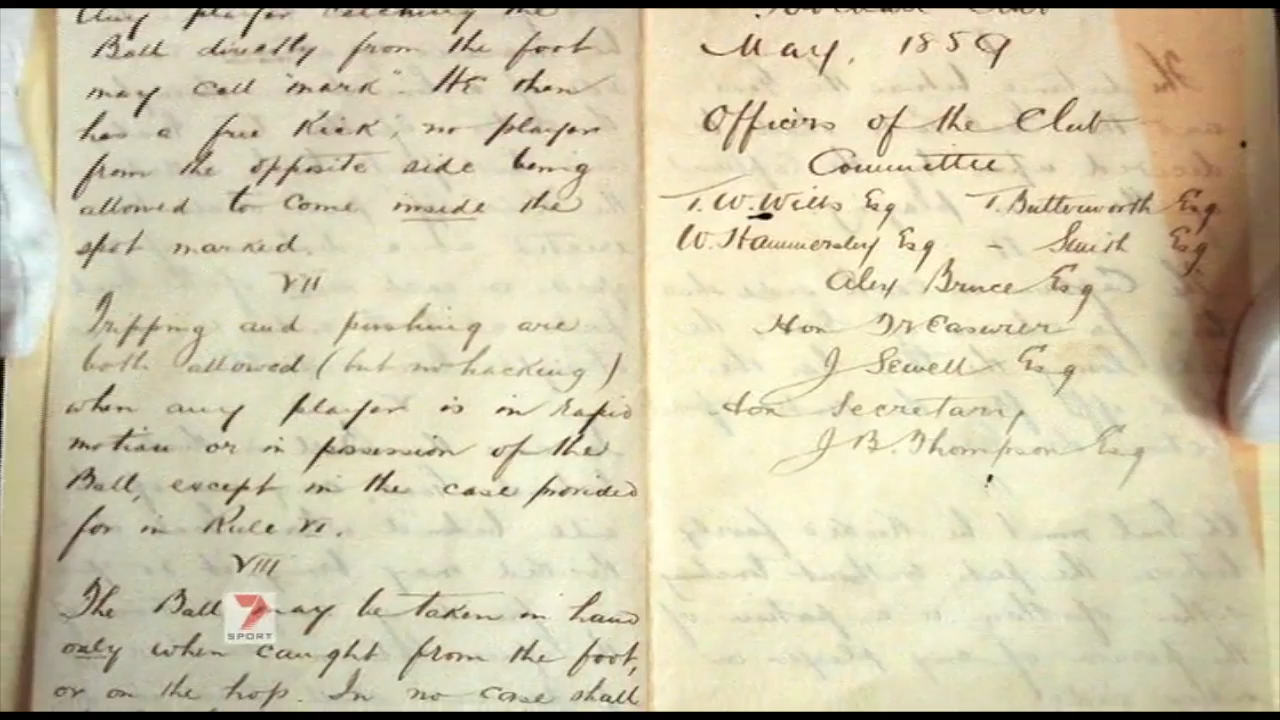 Any player catching the
Ball directly from the foot
may call "mark". He then
has a free Kick, no player
from the opposite side being
allowed to come inside the
spot marked.
VII
Tripping and pushing are
both allowed (but no hacking)
when any player is in rapid
motion or in possession of the
Ball, except in the case provided
for in Rule VI.
VIII
The Ball may be taken in hand
only when caught from the foot,
or on the hop. In no case shall
Club
May, 1859
Officers of the Club
Committee
T. W. Wills Esq T. Butterworth Esq
W. Hammersley Esq - Smith Esq
Alex Bruce Esq
Hon
J Sewell Esq
Hon Secretary
J. B. Thompson Esq
7
SPORT